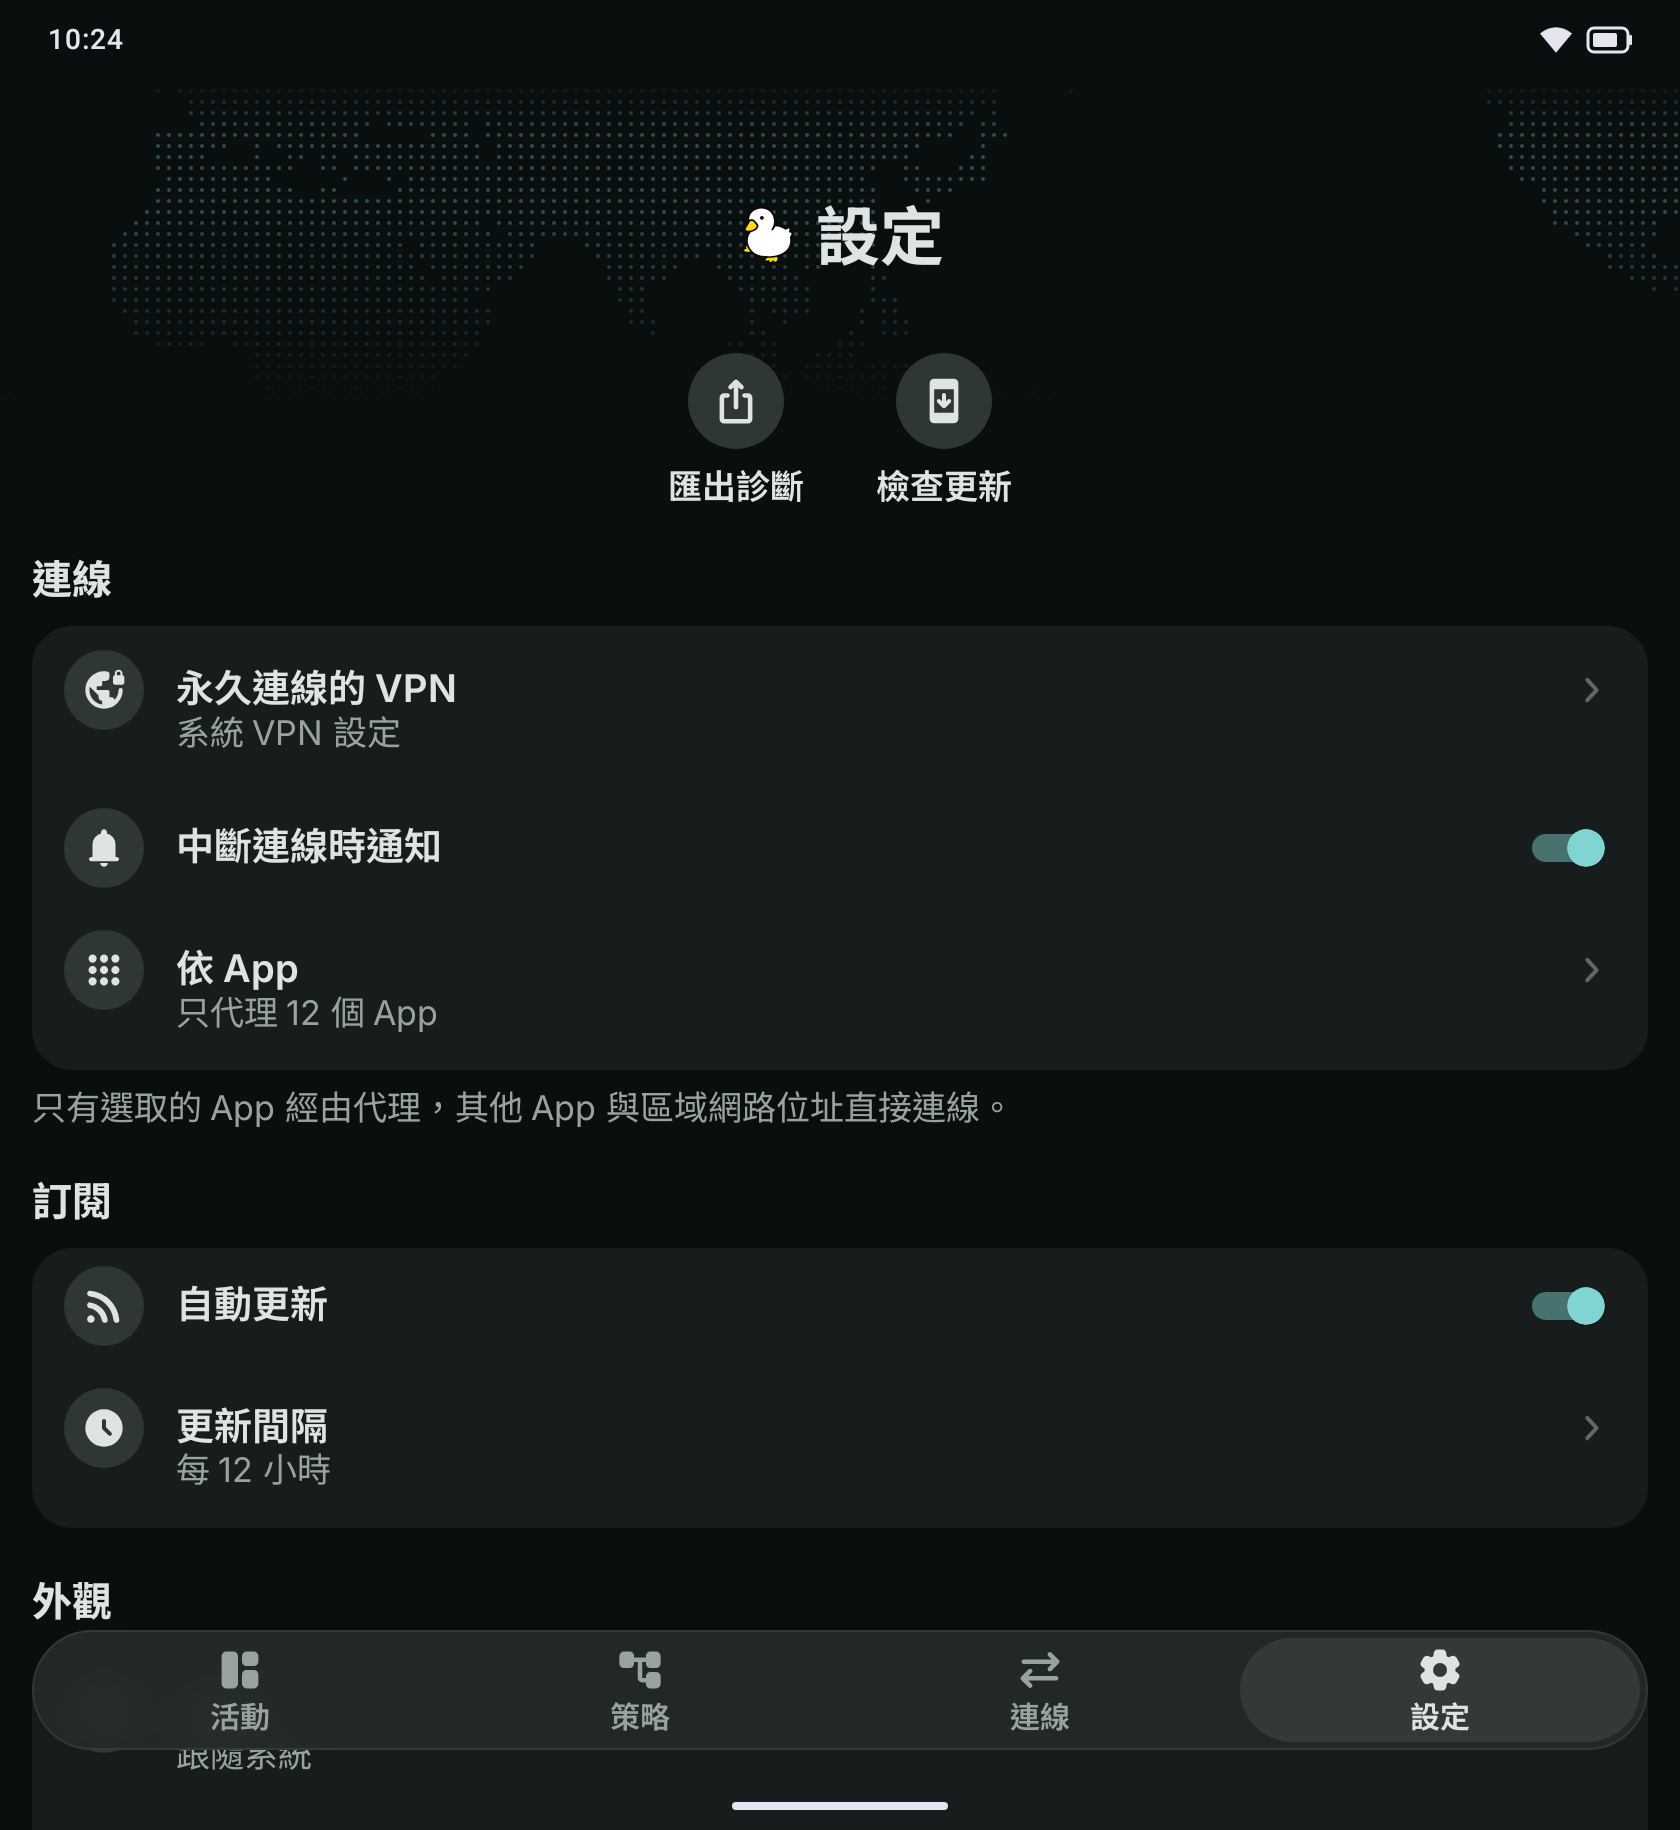 10:24
設定
匯出診斷
檢查更新
連線
永久連線的 VPN
系統 VPN 設定
中斷連線時通知
依 App
只代理 12 個 App
只有選取的 App 經由代理，其他 App 與區域網路位址直接連線。
訂閱
自動更新
更新間隔
每 12 小時
外觀
活動
策略
連線
設定
跟隨系統